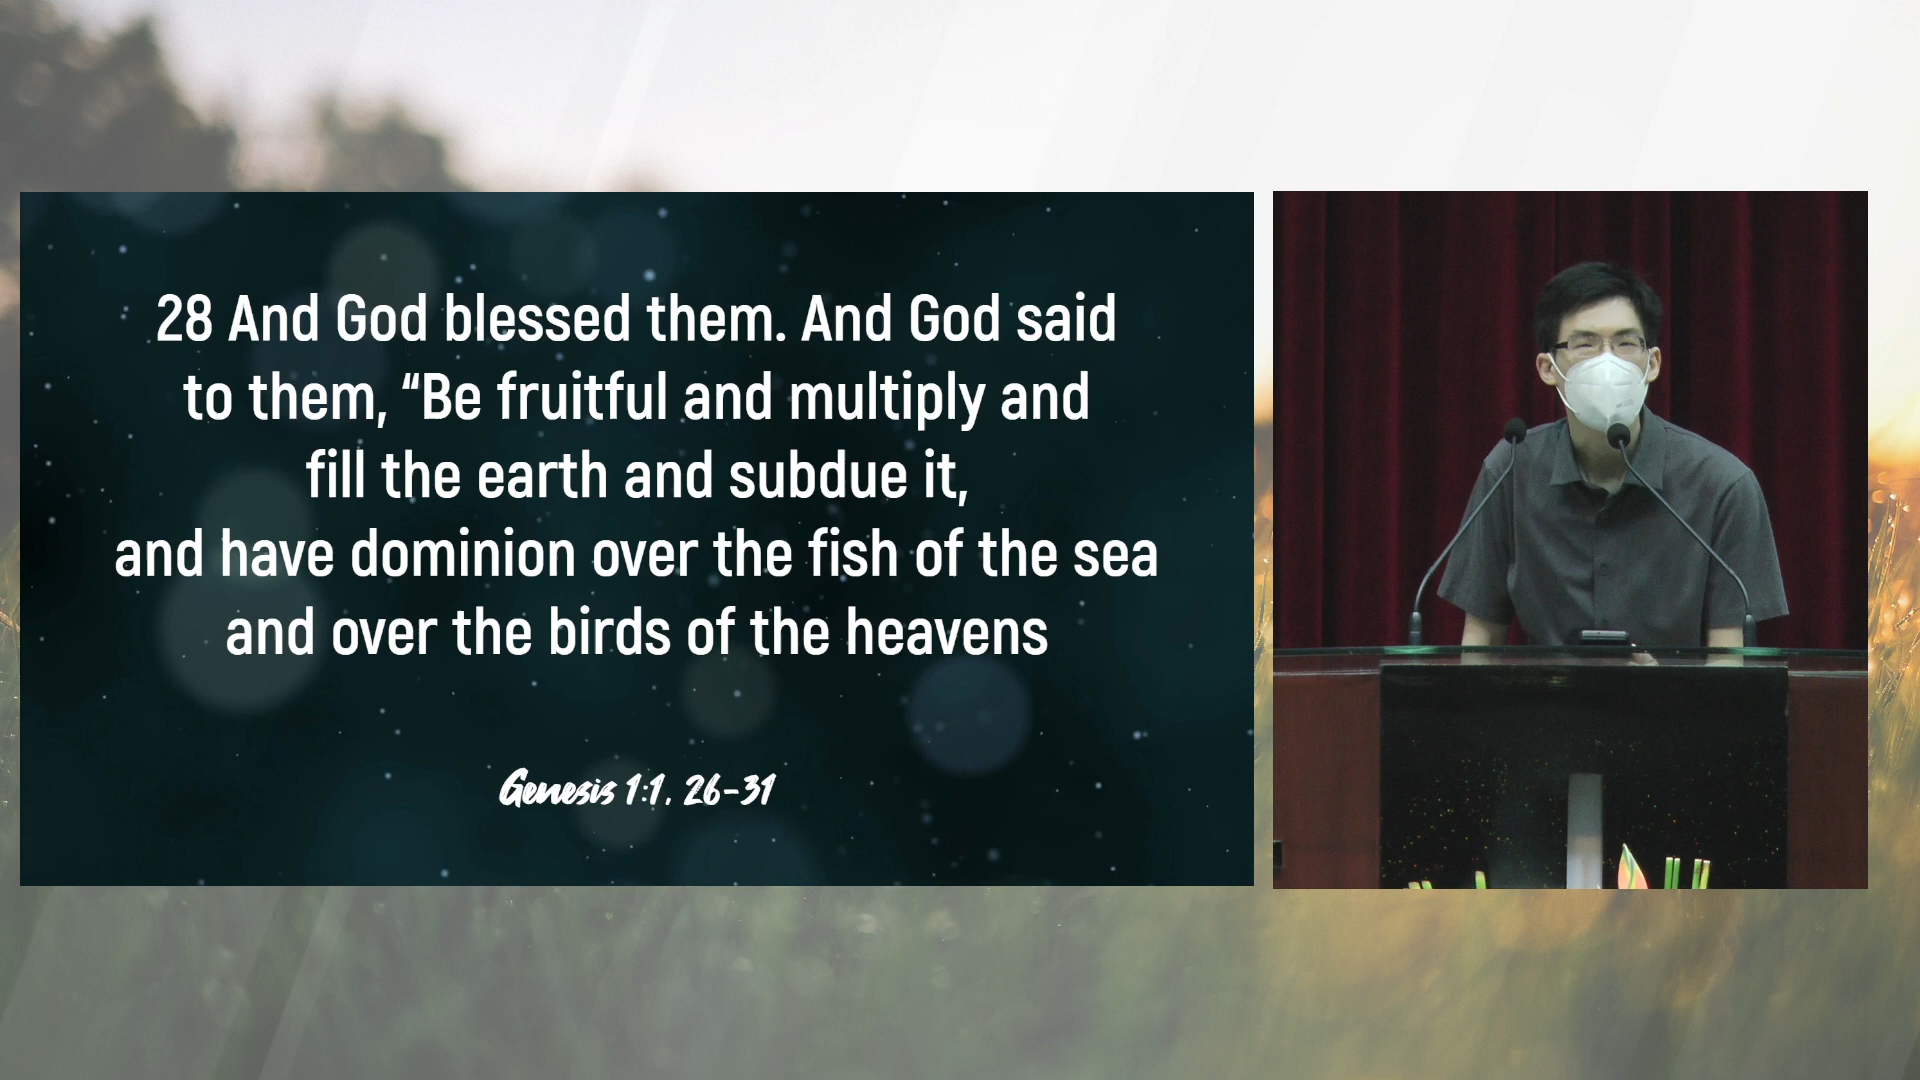 28 And God blessed them. And God said
to them, “Be fruitful and multiply and
fill the earth and subdue it,
and have dominion over the fish of the sea
and over the birds of the heavens
Genesis 1:1, 26-31